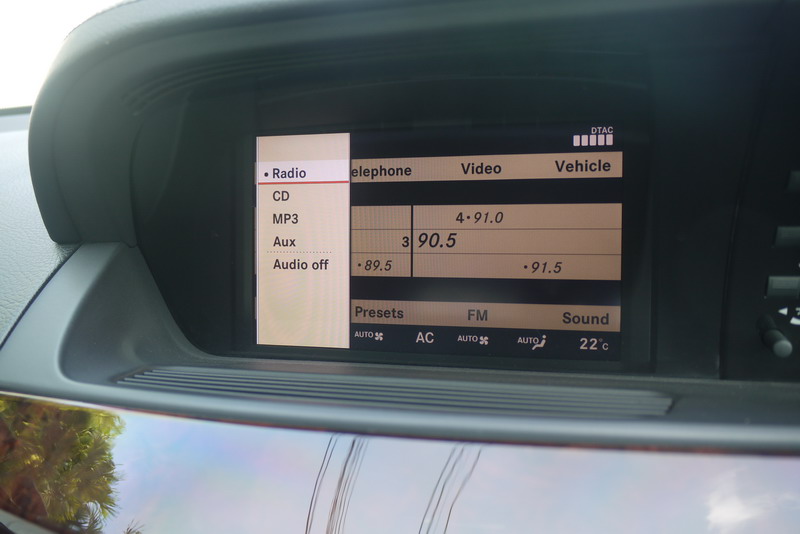 DTAC
• Radio
CD
MP3
Aux
Audio off
elephone Video Vehicle
4•91.0
3 90.5
•89.5 •91.5
Presets FM Sound
AUTO AC AUTO AUTO 22°C